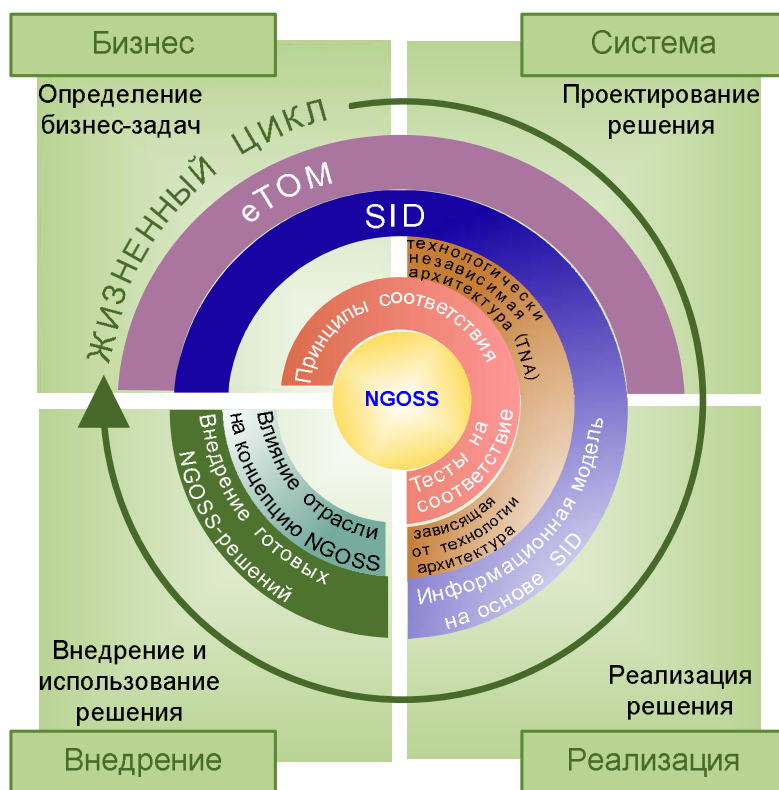 Бизнес
Система
Определение
бизнес-задач
Проектирование
решения
ЖИЗНЕННЫЙ ЦИКЛ
eTOM
SID
технологически
независимая
архитектура (TNA)
Принципы соответствия
NGOSS
Тесты на
соответствие
Влияние отрасли
на концепцию NGOSS
Внедрение готовых
NGOSS-решений
зависящая
от технологии
архитектура
Информационная модель
на основе SID
Внедрение и
использование
решения
Реализация
решения
Внедрение
Реализация